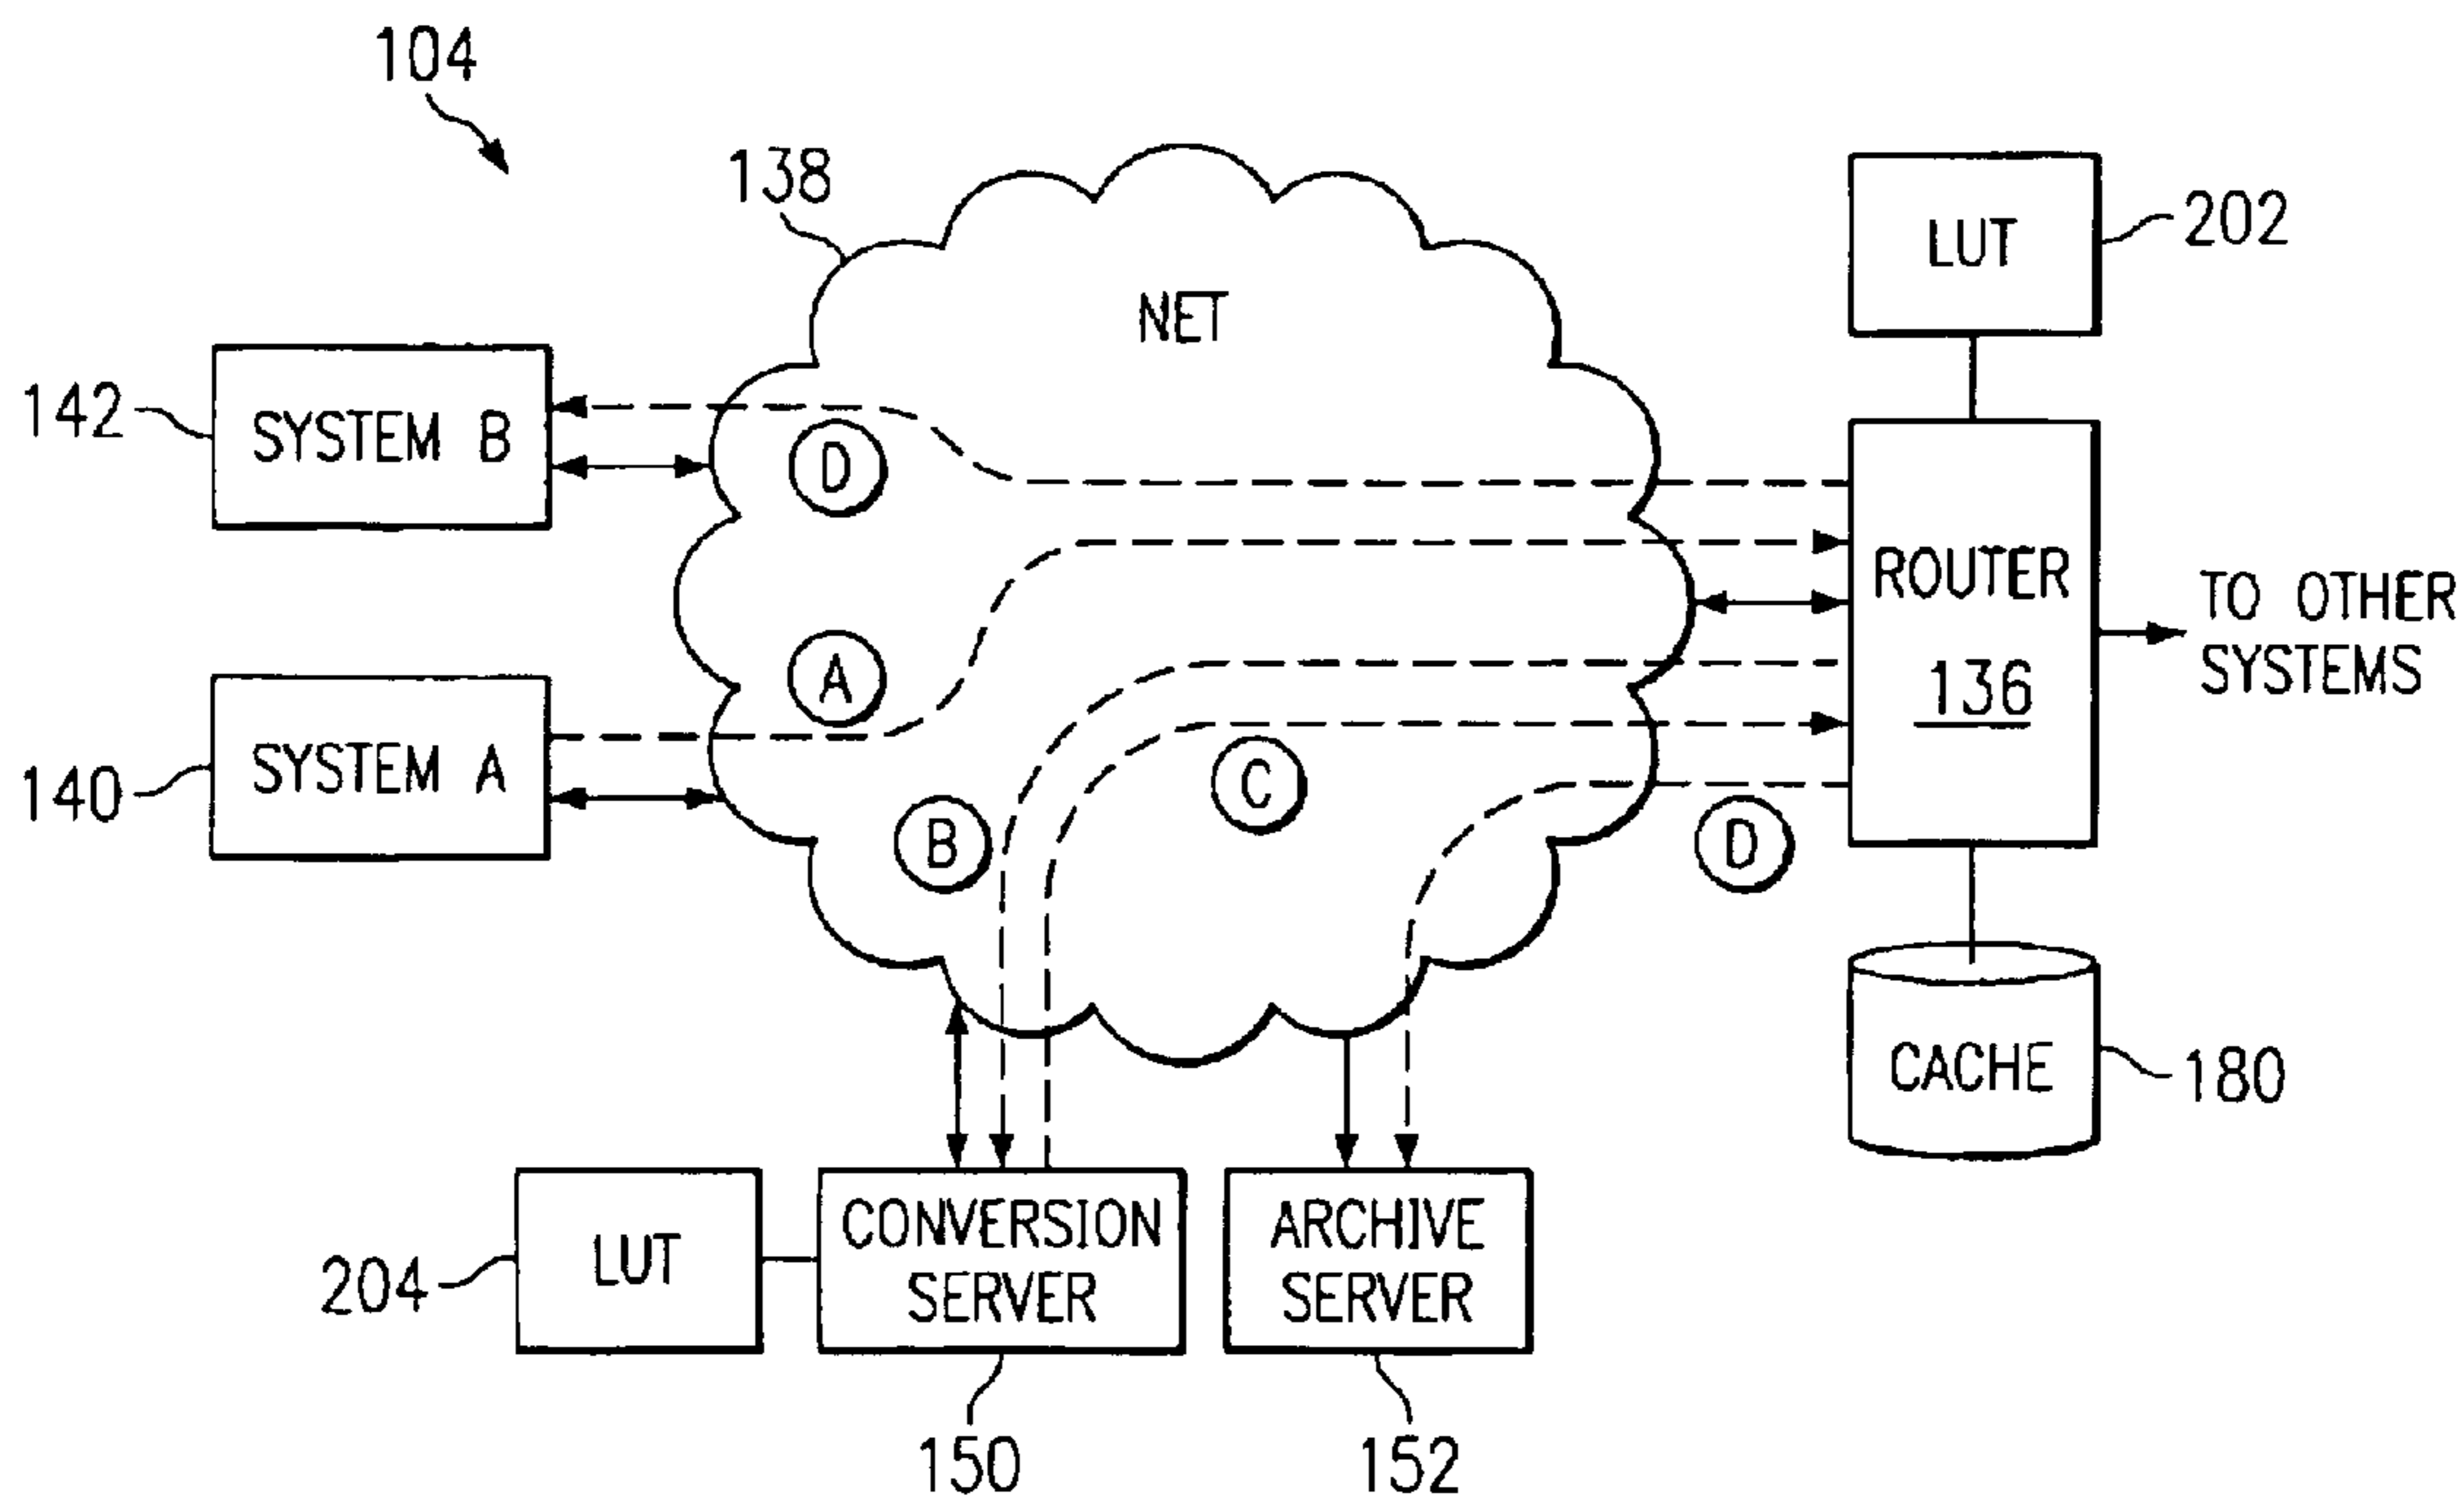 104
138
NET
LUT
202
142
SYSTEM B
D
ROUTER
136
TO OTHER
SYSTEMS
A
140
SYSTEM A
B
C
D
CACHE
180
204
LUT
CONVERSION
SERVER
ARCHIVE
SERVER
150
152